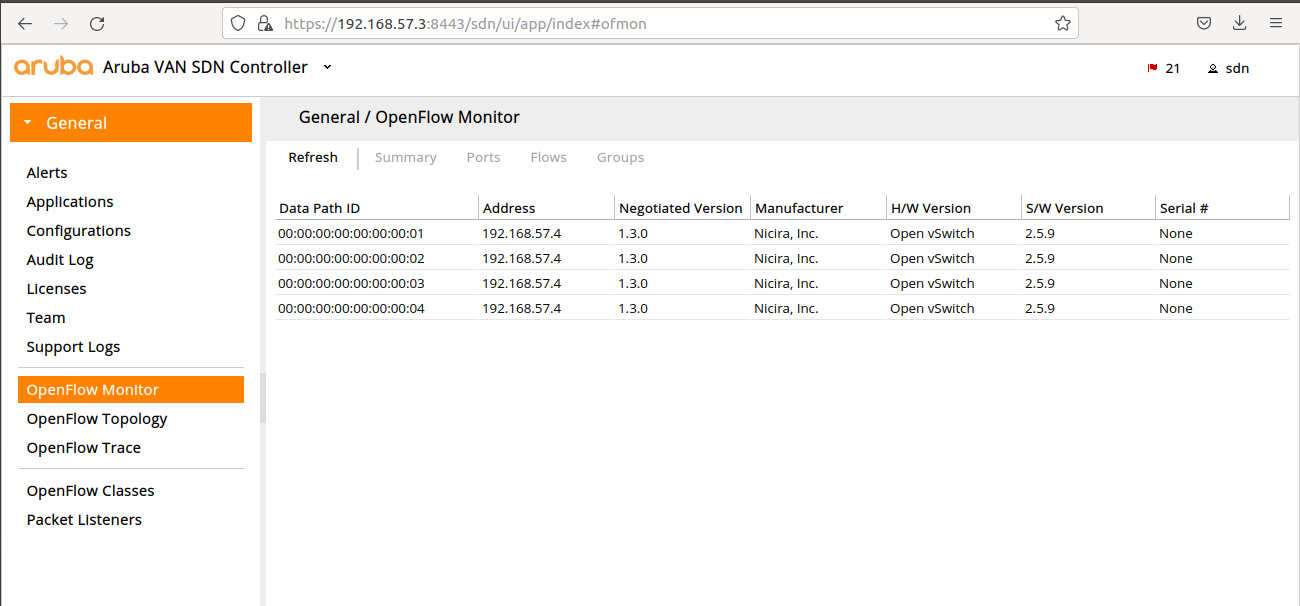 https://192.168.57.3:8443/sdn/ui/app/index#ofmon
aruba Aruba VAN SDN Controller 21 sdn
General
Alerts
Applications
Configurations
Audit Log
Licenses
Team
Support Logs
OpenFlow Monitor
OpenFlow Topology
OpenFlow Trace
OpenFlow Classes
Packet Listeners
General / OpenFlow Monitor
Refresh Summary Ports Flows Groups
Data Path ID Address Negotiated Version Manufacturer H/W Version S/W Version Serial #
00:00:00:00:00:00:00:01 192.168.57.4 1.3.0 Nicira, Inc. Open vSwitch 2.5.9 None
00:00:00:00:00:00:00:02 192.168.57.4 1.3.0 Nicira, Inc. Open vSwitch 2.5.9 None
00:00:00:00:00:00:00:03 192.168.57.4 1.3.0 Nicira, Inc. Open vSwitch 2.5.9 None
00:00:00:00:00:00:00:04 192.168.57.4 1.3.0 Nicira, Inc. Open vSwitch 2.5.9 None